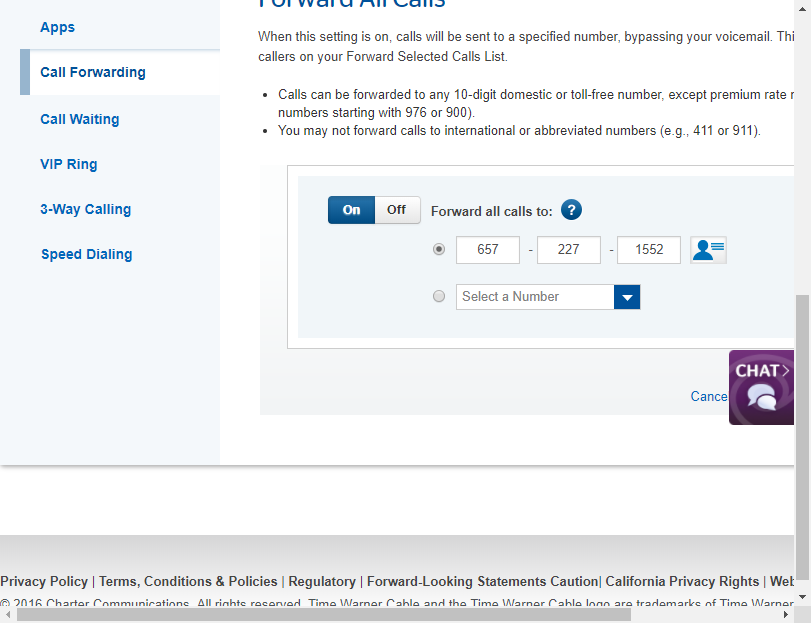 Forward All Calls
Apps
When this setting is on, calls will be sent to a specified number, bypassing your voicemail. Thi
callers on your Forward Selected Calls List.
Call Forwarding
Calls can be forwarded to any 10-digit domestic or toll-free number, except premium rate
numbers starting with 976 or 900).
Call Waiting
You may not forward calls to international or abbreviated numbers (e.g., 411 or 911).
VIP Ring
3-Way Calling
On Off Forward all calls to: ?
Speed Dialing
657 - 227 - 1552
Select a Number
CHAT>
Cance
Privacy Policy | Terms, Conditions & Policies | Regulatory | Forward-Looking Statements Caution| California Privacy Rights | Web
© 2016 Charter Communications. All rights reserved. Time Warner Cable and the Time Warner Cable logo are trademarks of Time Warner